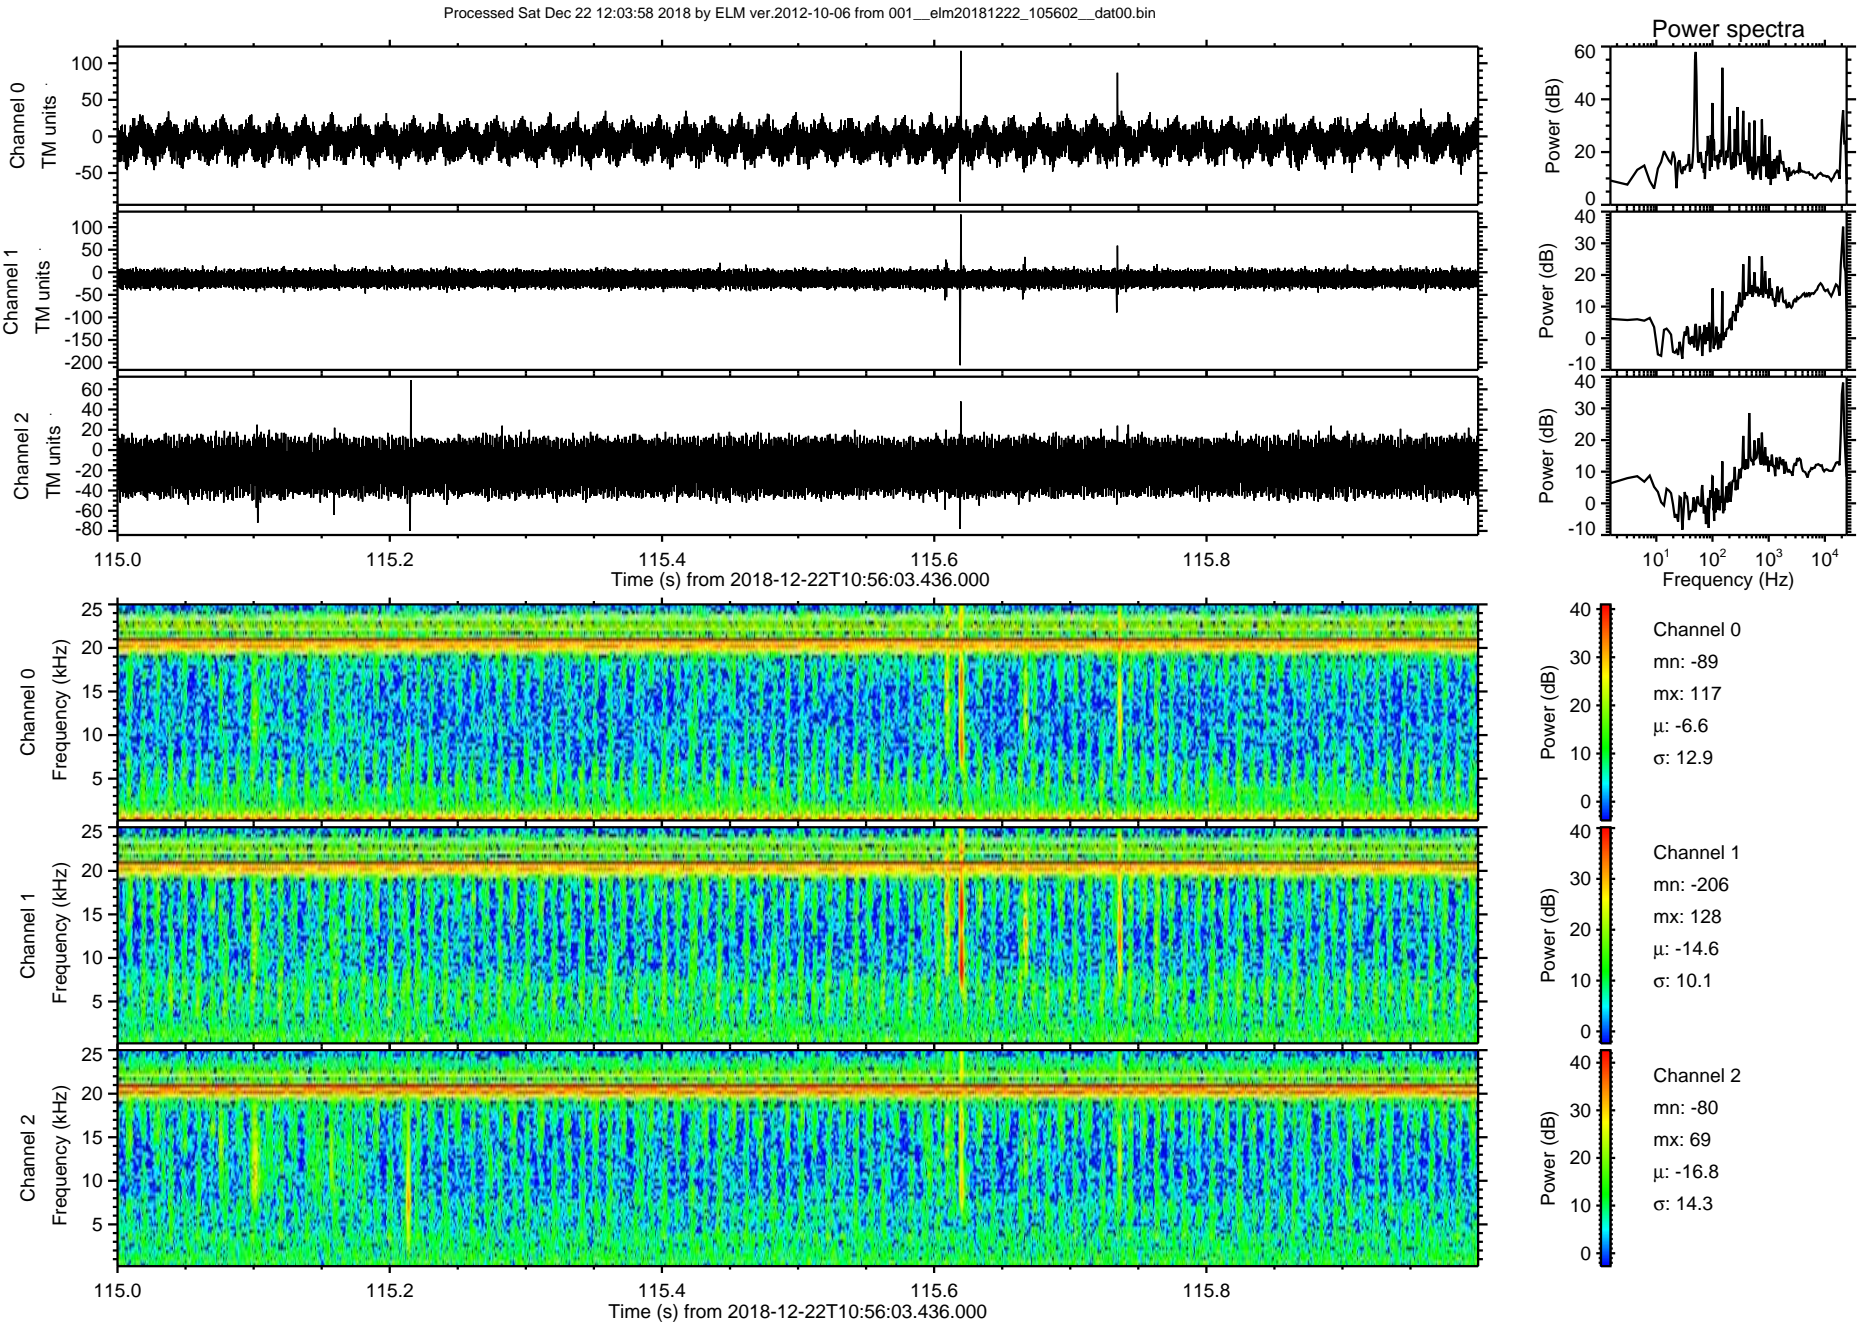 Processed Sat Dec 22 12:03:58 2018 by ELM ver.2012-10-06 from 001__elm20181222_105602__dat00.bin
Power spectra
Channel 0
TM units
100
50
0
-50
Power (dB)
60
40
20
0
Channel 1
TM units
100
50
0
-50
-100
-150
-200
Power (dB)
40
30
20
10
0
-10
Channel 2
TM units
60
40
20
0
-20
-40
-60
-80
Power (dB)
40
30
20
10
0
-10
115.0 115.2 115.4 115.6 115.8
Time (s) from 2018-12-22T10:56:03.436.000
10^1 10^2 10^3 10^4
Frequency (Hz)
Channel 0
Frequency (kHz)
25
20
15
10
5
Power (dB)
40
30
20
10
0
Channel 0
mn: -89
mx: 117
µ: -6.6
σ: 12.9
Channel 1
Frequency (kHz)
25
20
15
10
5
Power (dB)
40
30
20
10
0
Channel 1
mn: -206
mx: 128
µ: -14.6
σ: 10.1
Channel 2
Frequency (kHz)
25
20
15
10
5
Power (dB)
40
30
20
10
0
Channel 2
mn: -80
mx: 69
µ: -16.8
σ: 14.3
115.0 115.2 115.4 115.6 115.8
Time (s) from 2018-12-22T10:56:03.436.000